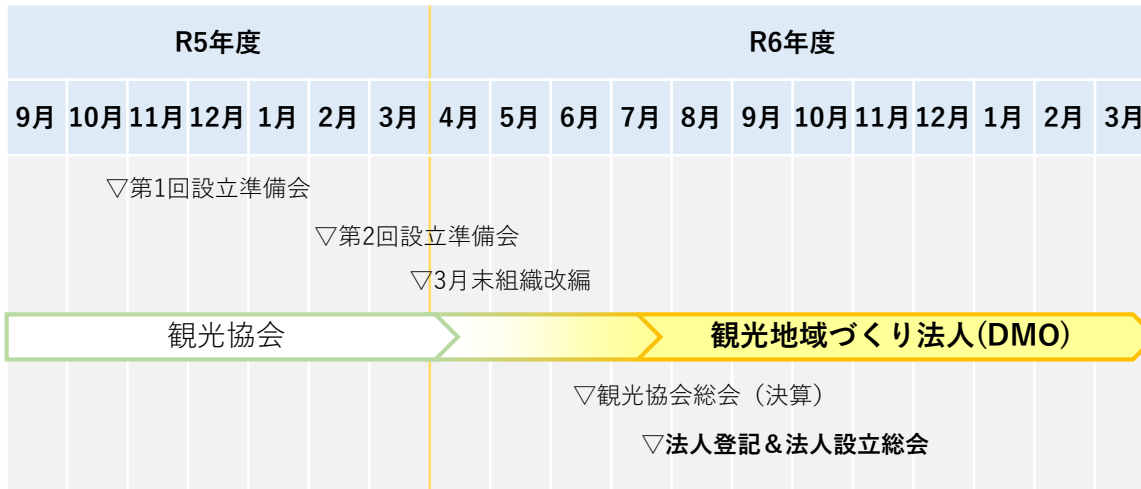 R5年度 R6年度
9月 10月 11月 12月 1月 2月 3月 4月 5月 6月 7月 8月 9月 10月 11月 12月 1月 2月 3月
▽第1回設立準備会
▽第2回設立準備会
▽3月末組織改編
観光協会 観光地域づくり法人(DMO)
▽観光協会総会（決算）
▽法人登記＆法人設立総会